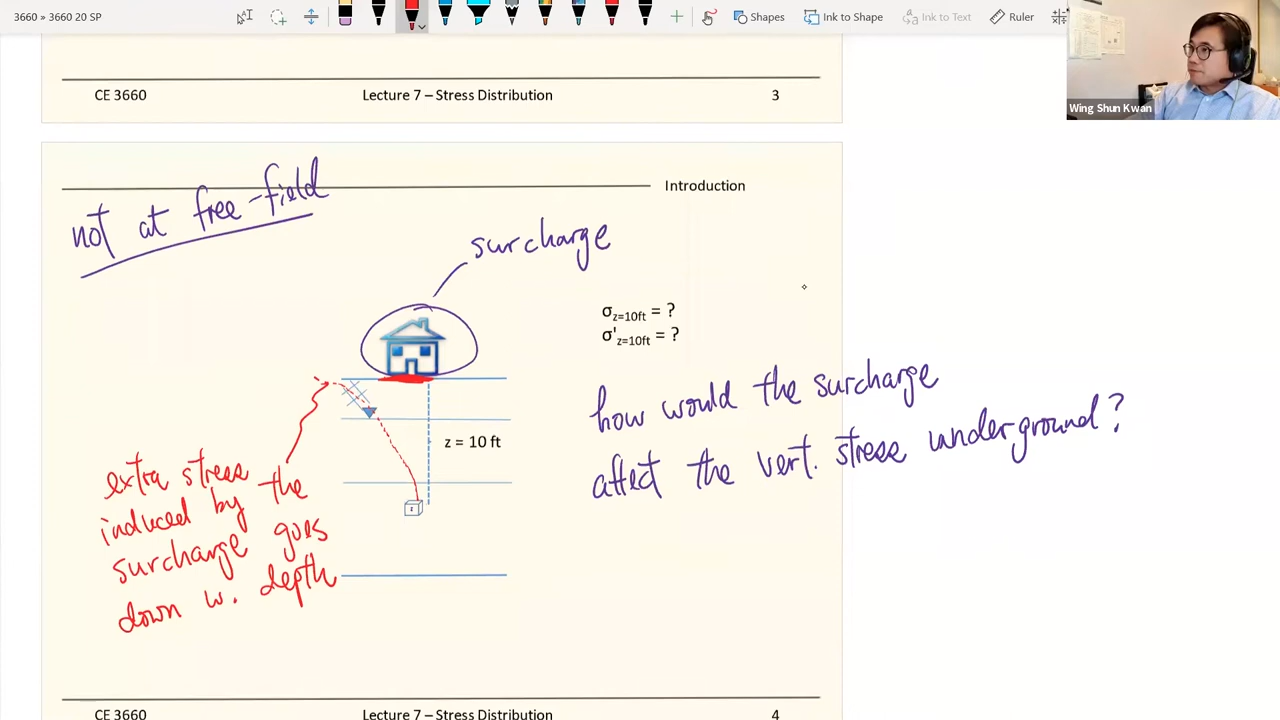 3660 » 3660 20 SP
Shapes
Ink to Shape
Ink to Text
Ruler
Wing Shun Kwan
CE 3660
Lecture 7 – Stress Distribution
3
Introduction
not at free-field
surcharge
σz=10ft = ?
σ'z=10ft = ?
how would the surcharge
affect the vert. stress underground?
z = 10 ft
extra stress
induced by the
surcharge goes
down w. depth
CE 3660
Lecture 7 – Stress Distribution
4